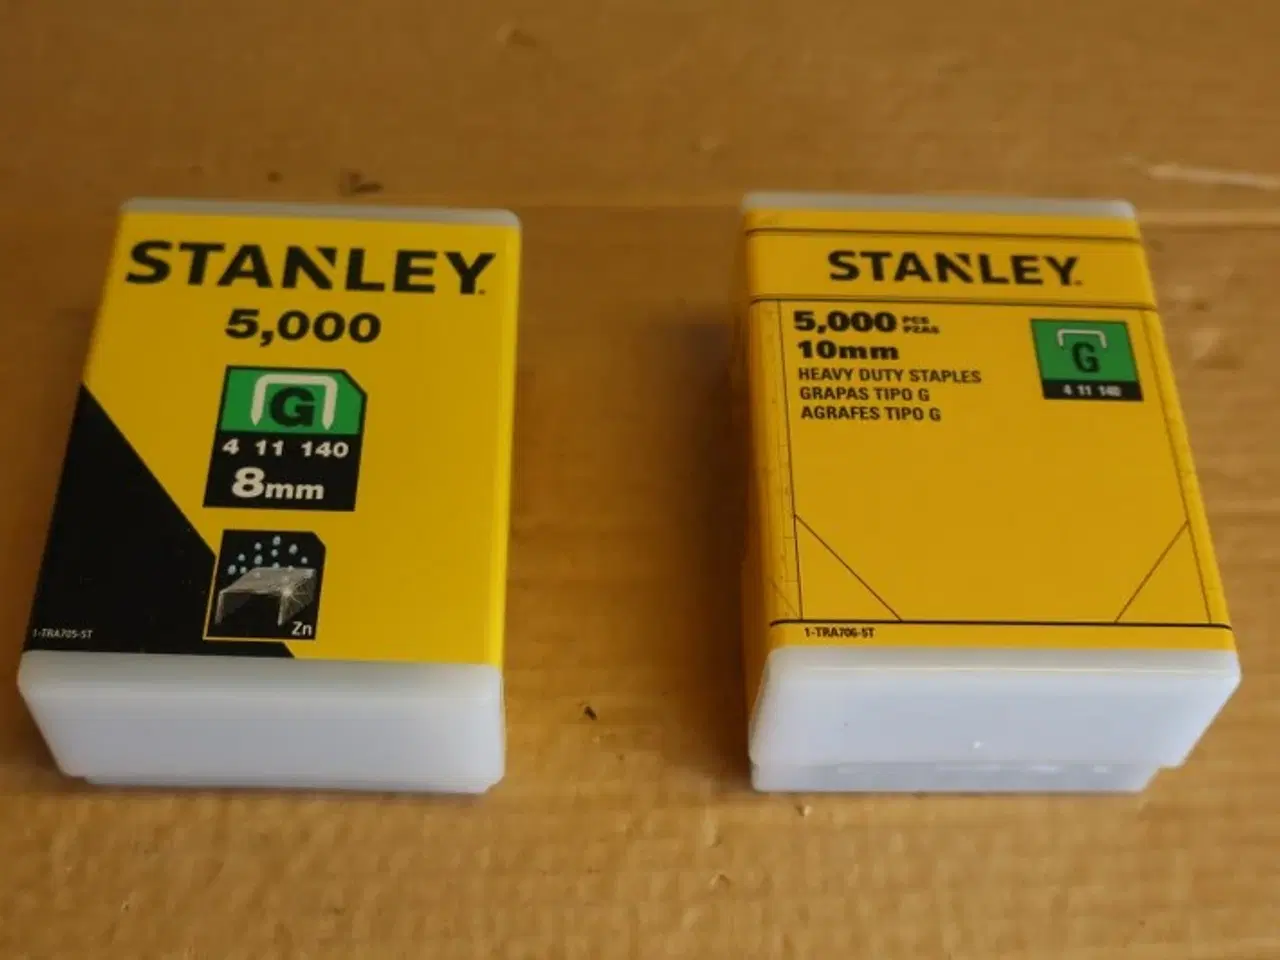 STANLEY.
5,000
G
4 11 140
8mm
Zn
1-TRA705-5T
STANLEY.
5,000 PCS PZAS
10mm
HEAVY DUTY STAPLES
GRAPAS TIPO G
AGRAFES TIPO G
G
4 11 140
1-TRA706-5T